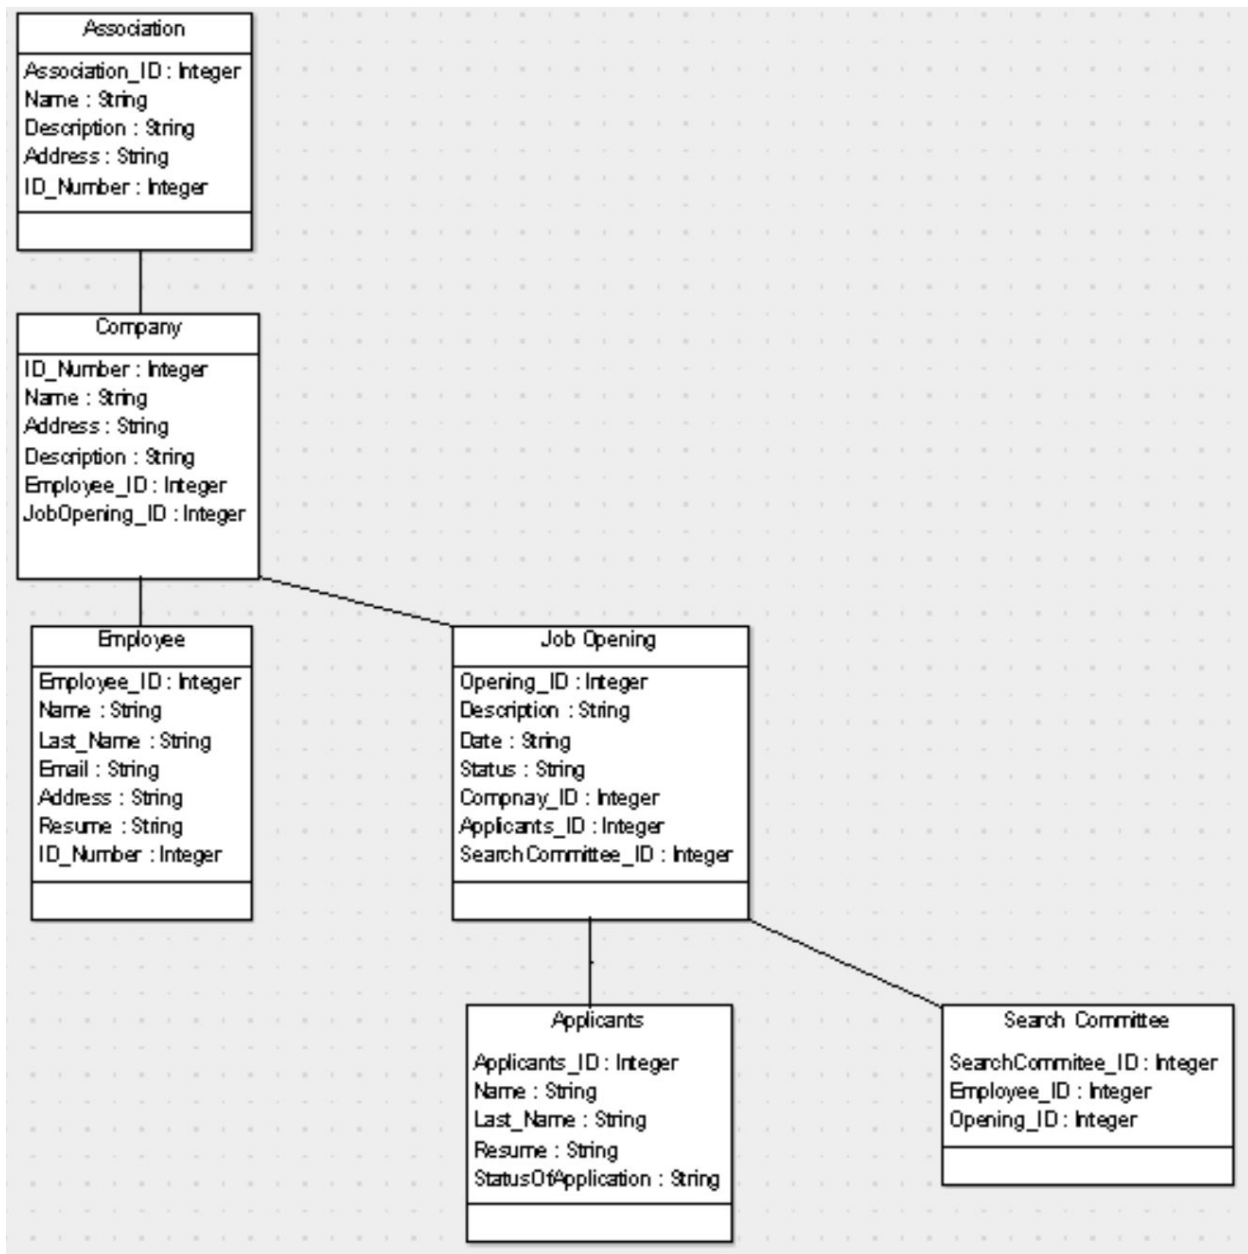 Association
Association_ID : Integer
Name : String
Description : String
Address : String
ID_Number : Integer
Company
ID_Number : Integer
Name : String
Address : String
Description : String
Employee_ID : Integer
JobOpening_ID : Integer
Employee
Employee_ID : Integer
Name : String
Last_Name : String
Email : String
Address : String
Resume : String
ID_Number : Integer
Job Opening
Opening_ID : Integer
Description : String
Date : String
Status : String
Compnay_ID : Integer
Applicants_ID : Integer
SearchCommittee_ID : Integer
Applicants
Applicants_ID : Integer
Name : String
Last_Name : String
Resume : String
StatusOfApplication : String
Search Committee
SearchCommitee_ID : Integer
Employee_ID : Integer
Opening_ID : Integer